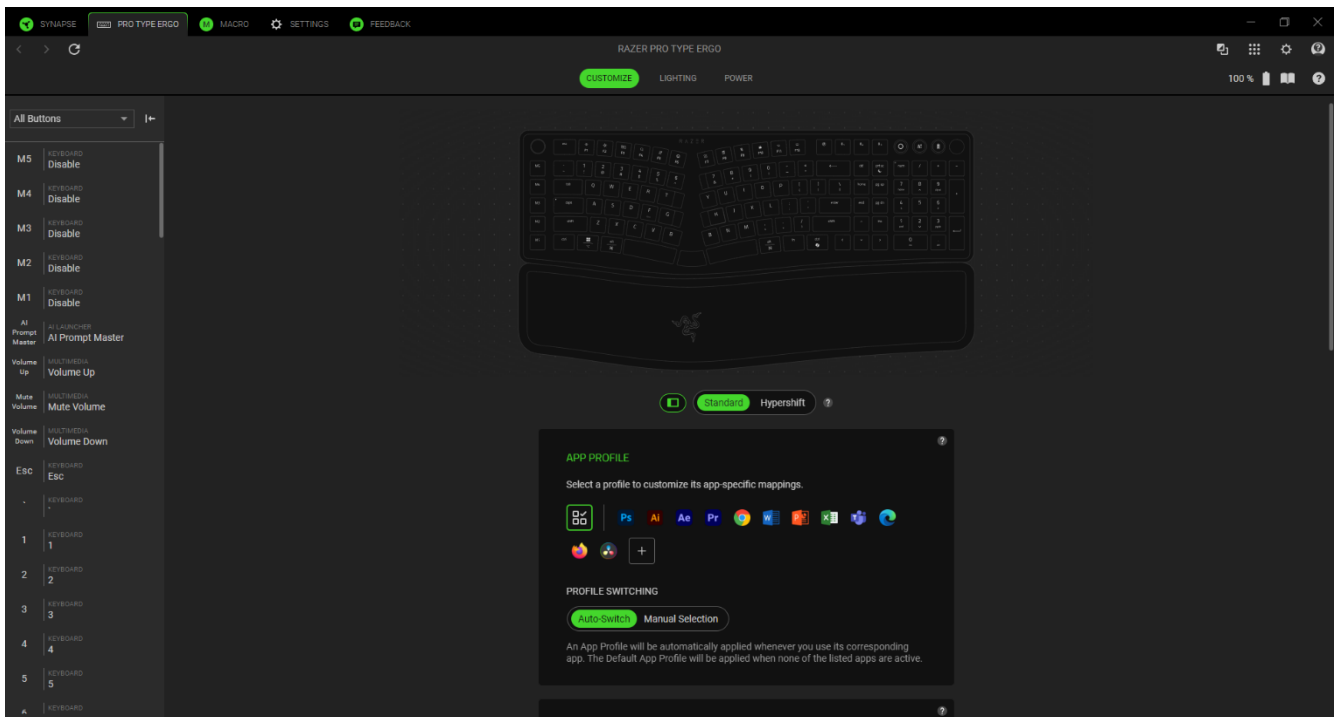 SYNAPSE
PRO TYPE ERGO
MACRO
SETTINGS
FEEDBACK
RAZER PRO TYPE ERGO
CUSTOMIZE
LIGHTING
POWER
100 %
All Buttons
M5
KEYBOARD
Disable
M4
KEYBOARD
Disable
M3
KEYBOARD
Disable
M2
KEYBOARD
Disable
M1
KEYBOARD
Disable
AI
Prompt
Master
AI LAUNCHER
AI Prompt Master
Volume
Up
MULTIMEDIA
Volume Up
Mute
Volume
MULTIMEDIA
Mute Volume
Volume
Down
MULTIMEDIA
Volume Down
Esc
KEYBOARD
Esc
KEYBOARD
1
KEYBOARD
1
2
KEYBOARD
2
3
KEYBOARD
3
4
KEYBOARD
4
5
KEYBOARD
5
6
KEYBOARD
RAZER
Standard
Hypershift
APP PROFILE
Select a profile to customize its app-specific mappings.
Ps
Ai
Ae
Pr
PROFILE SWITCHING
Auto-Switch
Manual Selection
An App Profile will be automatically applied whenever you use its corresponding
app. The Default App Profile will be applied when none of the listed apps are active.